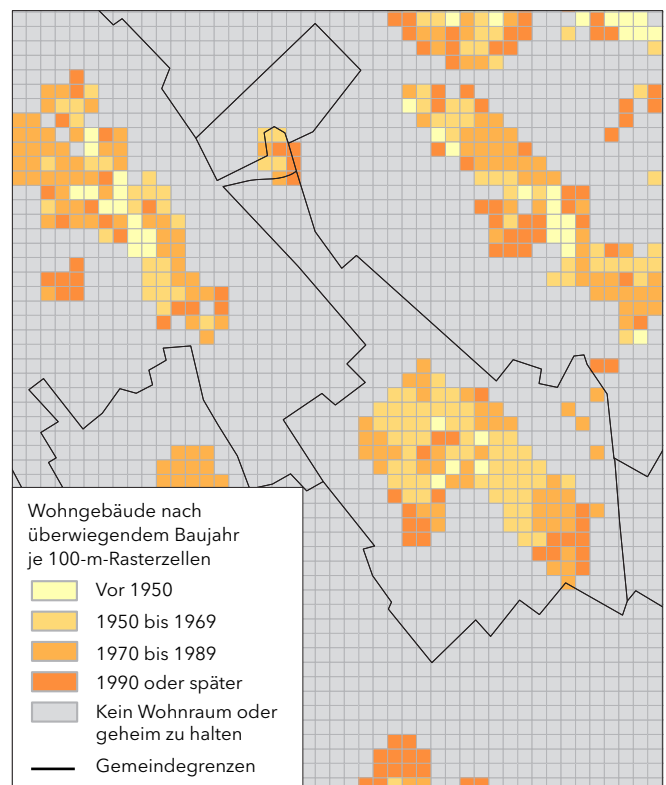 Wohngebäude nach
überwiegendem Baujahr
je 100-m-Rasterzellen
Vor 1950
1950 bis 1969
1970 bis 1989
1990 oder später
Kein Wohnraum oder
geheim zu halten
Gemeindegrenzen